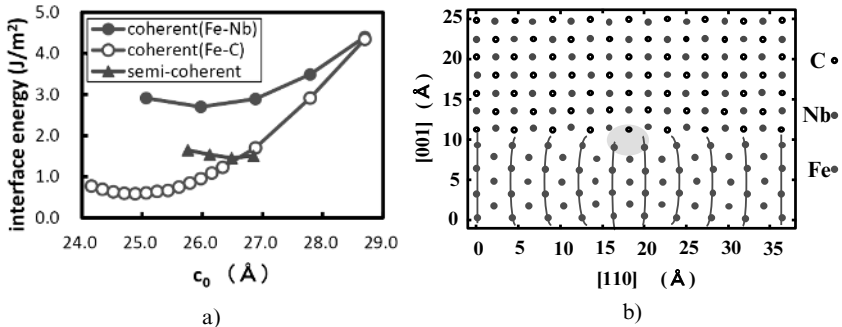 a)
interface energy (J/m²)
5.0
4.0
3.0
2.0
1.0
0.0
coherent(Fe-Nb)
coherent(Fe-C)
semi-coherent
24.0 25.0 26.0 27.0 28.0 29.0
c₀ (Å)
a)
b)
[001] (Å)
25
20
15
10
5
0
0 5 10 15 20 25 30 35
[110] (Å)
C
Nb
Fe
b)